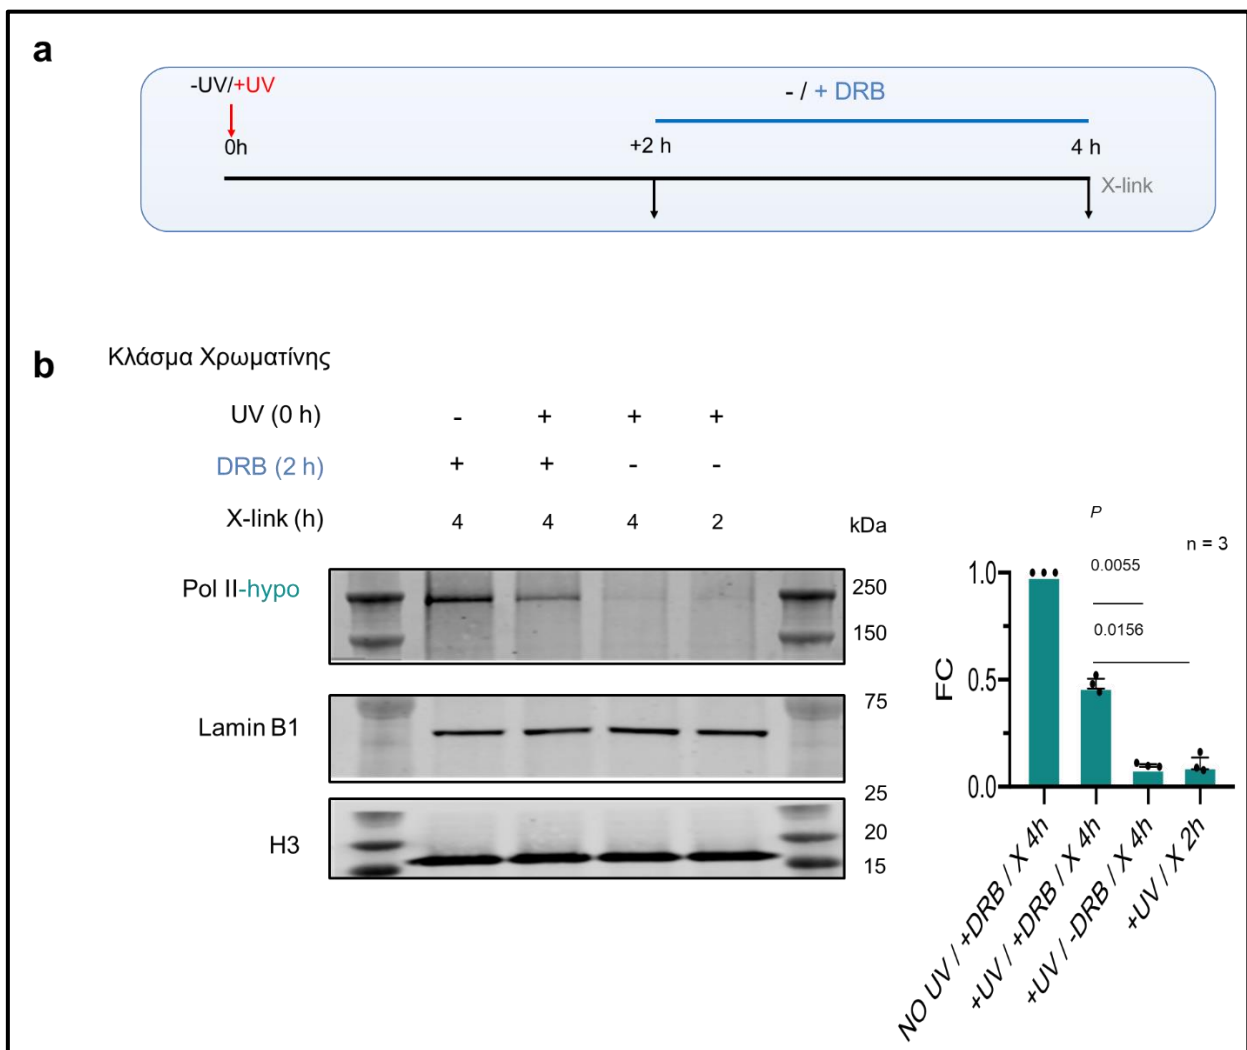 a
-UV/+UV
- / + DRB
0h
+2 h
4 h
X-link
b
Κλάσμα Χρωματίνης
UV (0 h) - + + +
DRB (2 h) + + - -
X-link (h) 4 4 4 2
kDa
Pol II-hypo
250
150
Lamin B1
75
H3
25
20
15
P
n = 3
0.0055
0.0156
FC
1.0
0.5
0.0
NO UV / +DRB / X 4h
+UV / +DRB / X 4h
+UV / -DRB / X 4h
+UV / X 2h